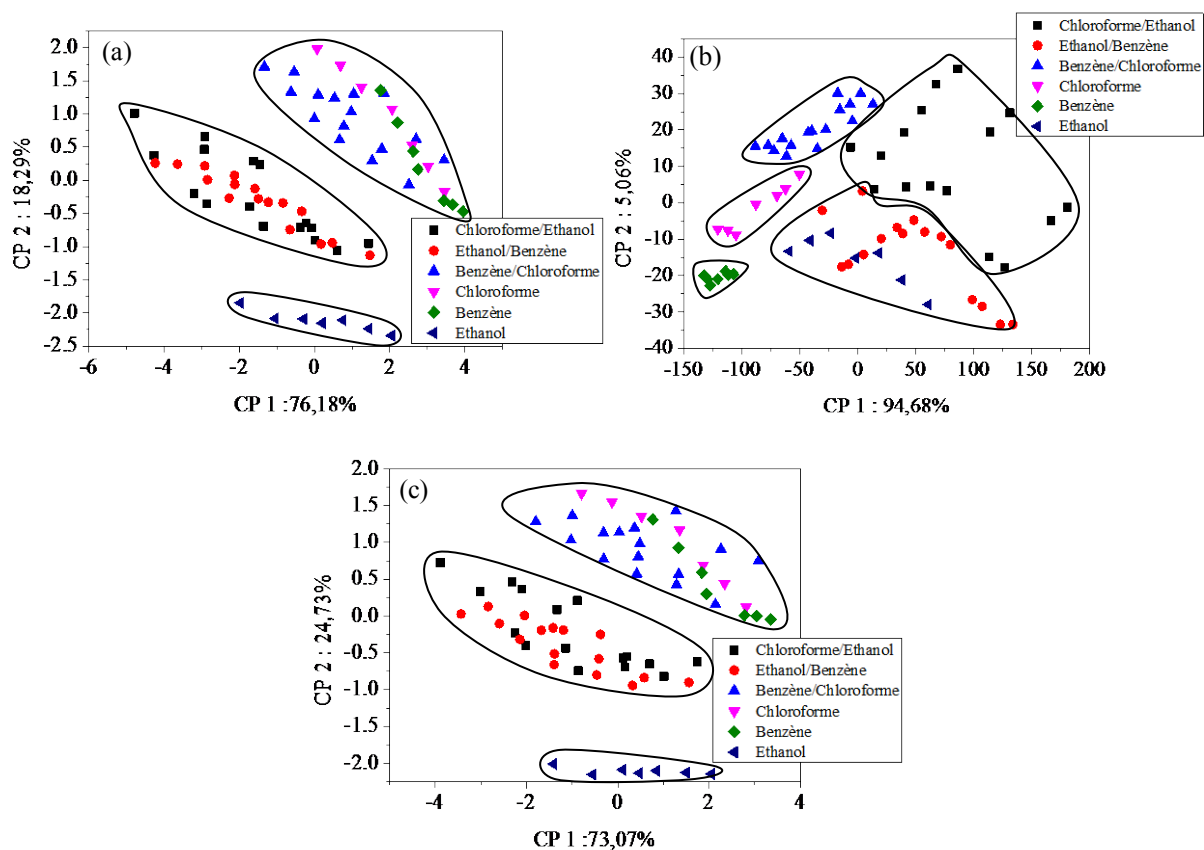 (a)
2.0
1.5
1.0
0.5
0.0
-0.5
-1.0
-1.5
-2.0
-2.5
CP 2 : 18,29%
-6 -4 -2 0 2 4
CP 1 :76,18%
Chloroforme/Ethanol
Ethanol/Benzène
Benzène/Chloroforme
Chloroforme
Benzène
Ethanol
(b)
40
30
20
10
0
-10
-20
-30
-40
CP 2 : 5,06%
-150 -100 -50 0 50 100 150 200
CP 1 : 94,68%
Chloroforme/Ethanol
Ethanol/Benzène
Benzène/Chloroforme
Chloroforme
Benzène
Ethanol
(c)
2.0
1.5
1.0
0.5
0.0
-0.5
-1.0
-1.5
-2.0
CP 2 : 24,73%
-4 -2 0 2 4
CP 1 :73,07%
Chloroforme/Ethanol
Ethanol/Benzène
Benzène/Chloroforme
Chloroforme
Benzène
Ethanol